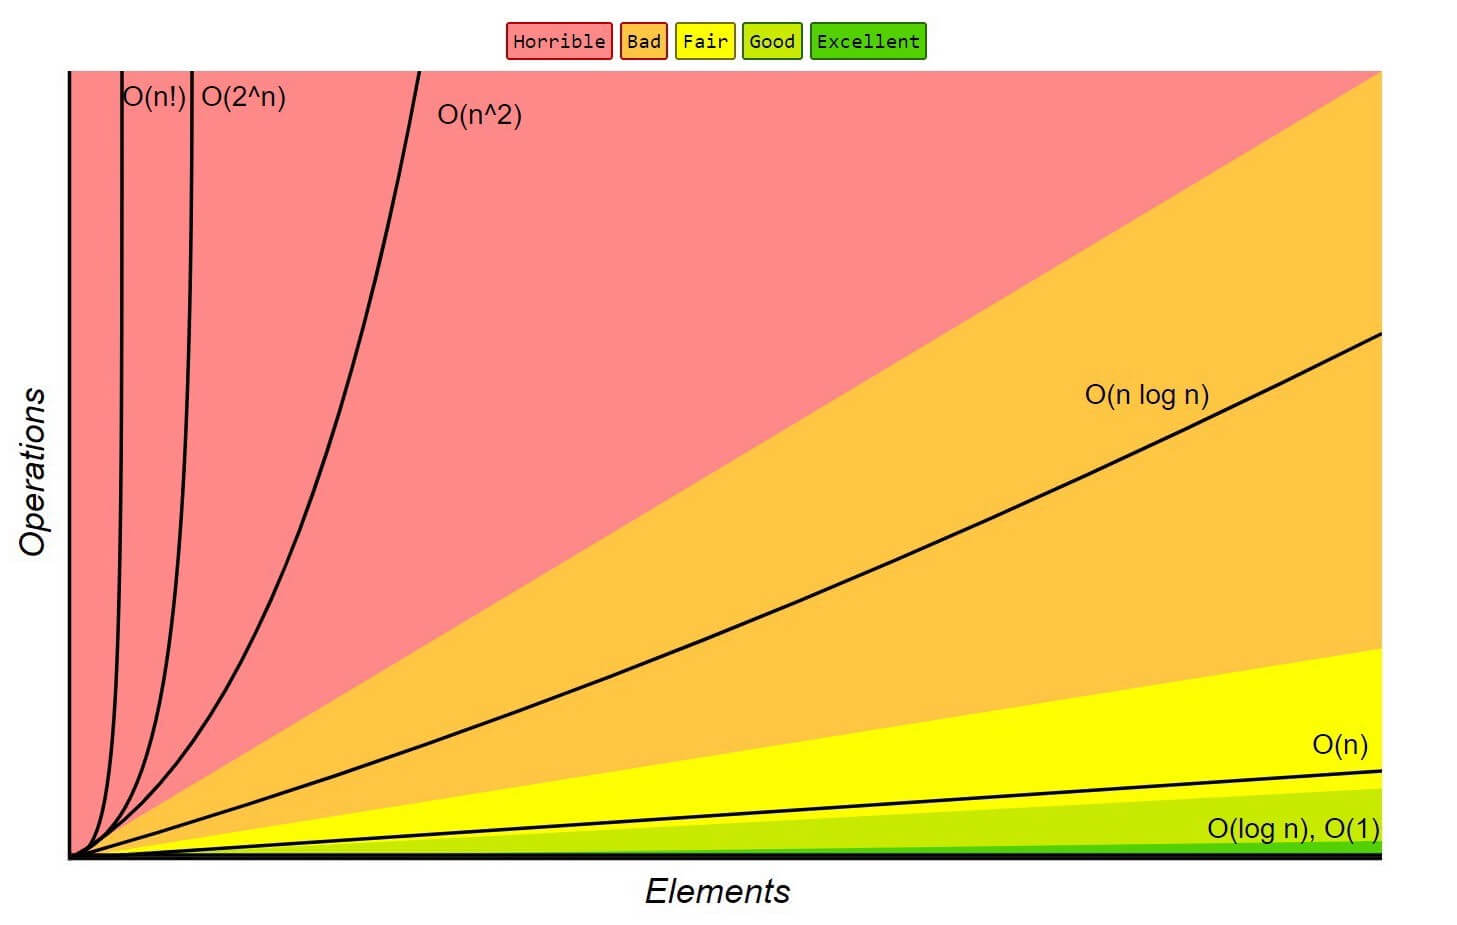 Horrible Bad Fair Good Excellent
O(n!) O(2^n)
O(n^2)
O(n log n)
O(n)
O(log n), O(1)
Operations
Elements